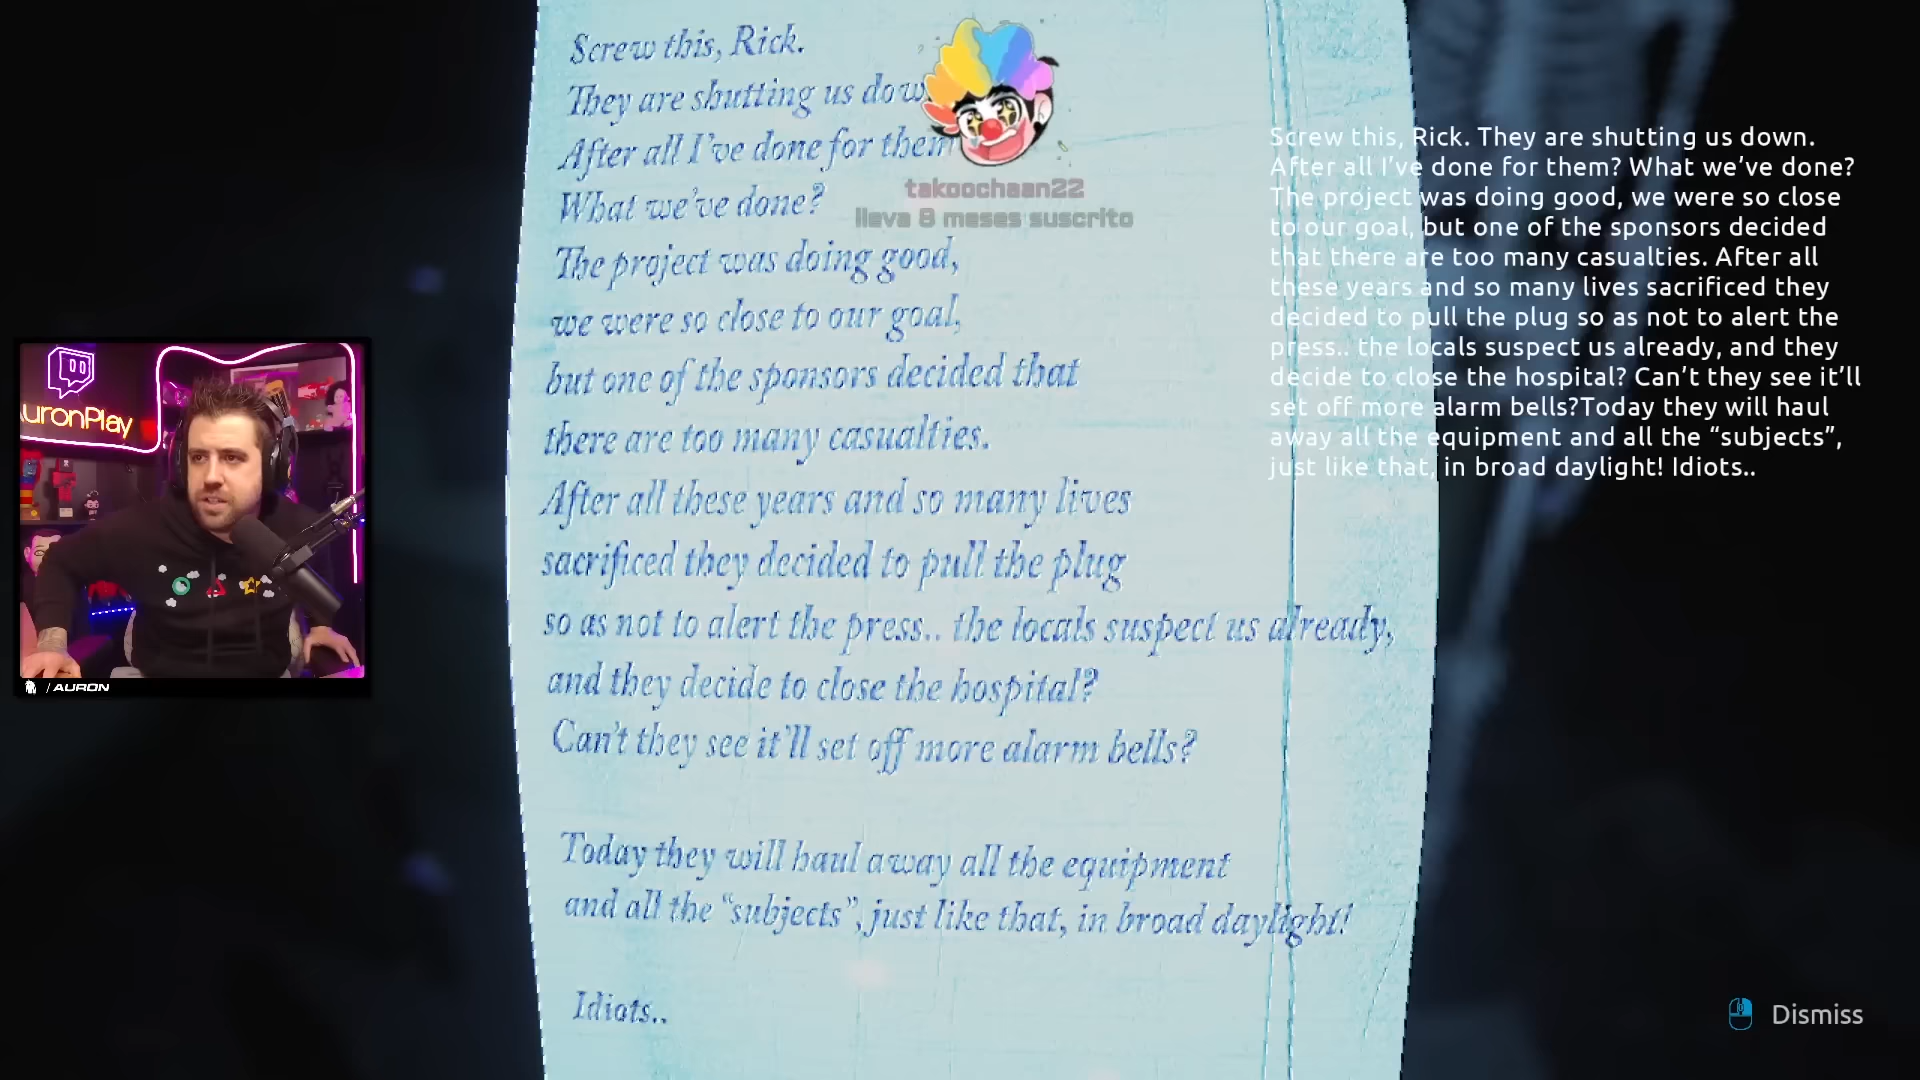 Screw this, Rick.
They are shutting us dow
After all I've done for them
What we've done?
The project was doing good,
we were so close to our goal,
but one of the sponsors decided that
there are too many casualties.
After all these years and so many lives
sacrificed they decided to pull the plug
so as not to alert the press.. the locals suspect us already,
and they decide to close the hospital?
Can't they see it'll set off more alarm bells?
Today they will haul away all the equipment
and all the “subjects”, just like that, in broad daylight!
Idiots..
takoochaan22
lleva 8 meses suscrito
Screw this, Rick. They are shutting us down.
After all I’ve done for them? What we’ve done?
The project was doing good, we were so close
to our goal, but one of the sponsors decided
that there are too many casualties. After all
these years and so many lives sacrificed they
decided to pull the plug so as not to alert the
press.. the locals suspect us already, and they
decide to close the hospital? Can’t they see it’ll
set off more alarm bells?Today they will haul
away all the equipment and all the “subjects”,
just like that, in broad daylight! Idiots..
uronPlay
/AURON
Dismiss